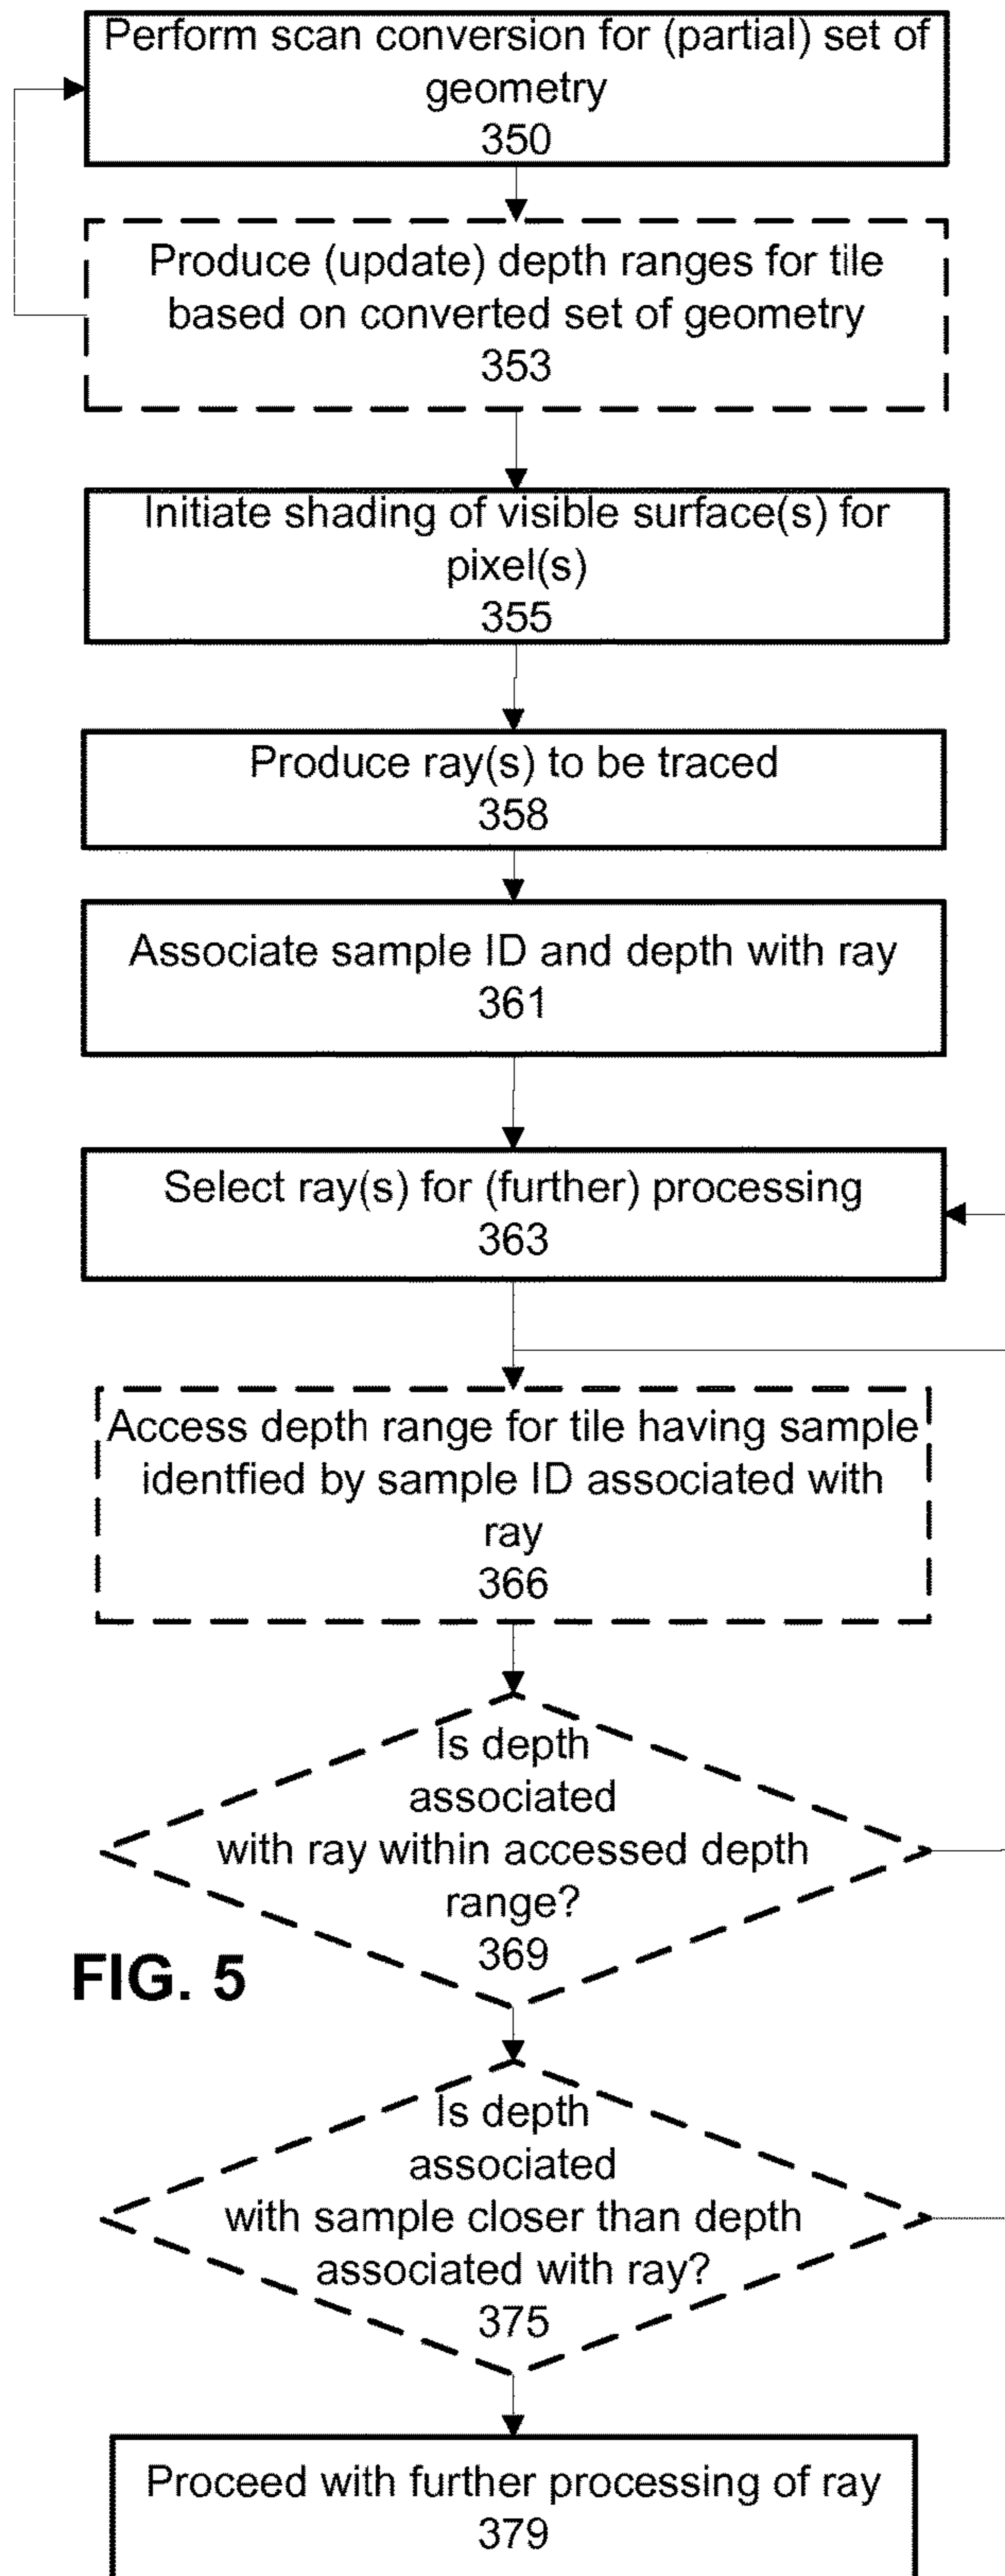 Perform scan conversion for (partial) set of
geometry
350
Produce (update) depth ranges for tile
based on converted set of geometry
353
Initiate shading of visible surface(s) for
pixel(s)
355
Produce ray(s) to be traced
358
Associate sample ID and depth with ray
361
Select ray(s) for (further) processing
363
Access depth range for tile having sample
identfied by sample ID associated with
ray
366
Is depth
associated
with ray within accessed depth
range?
369
FIG. 5
Is depth
associated
with sample closer than depth
associated with ray?
375
Proceed with further processing of ray
379